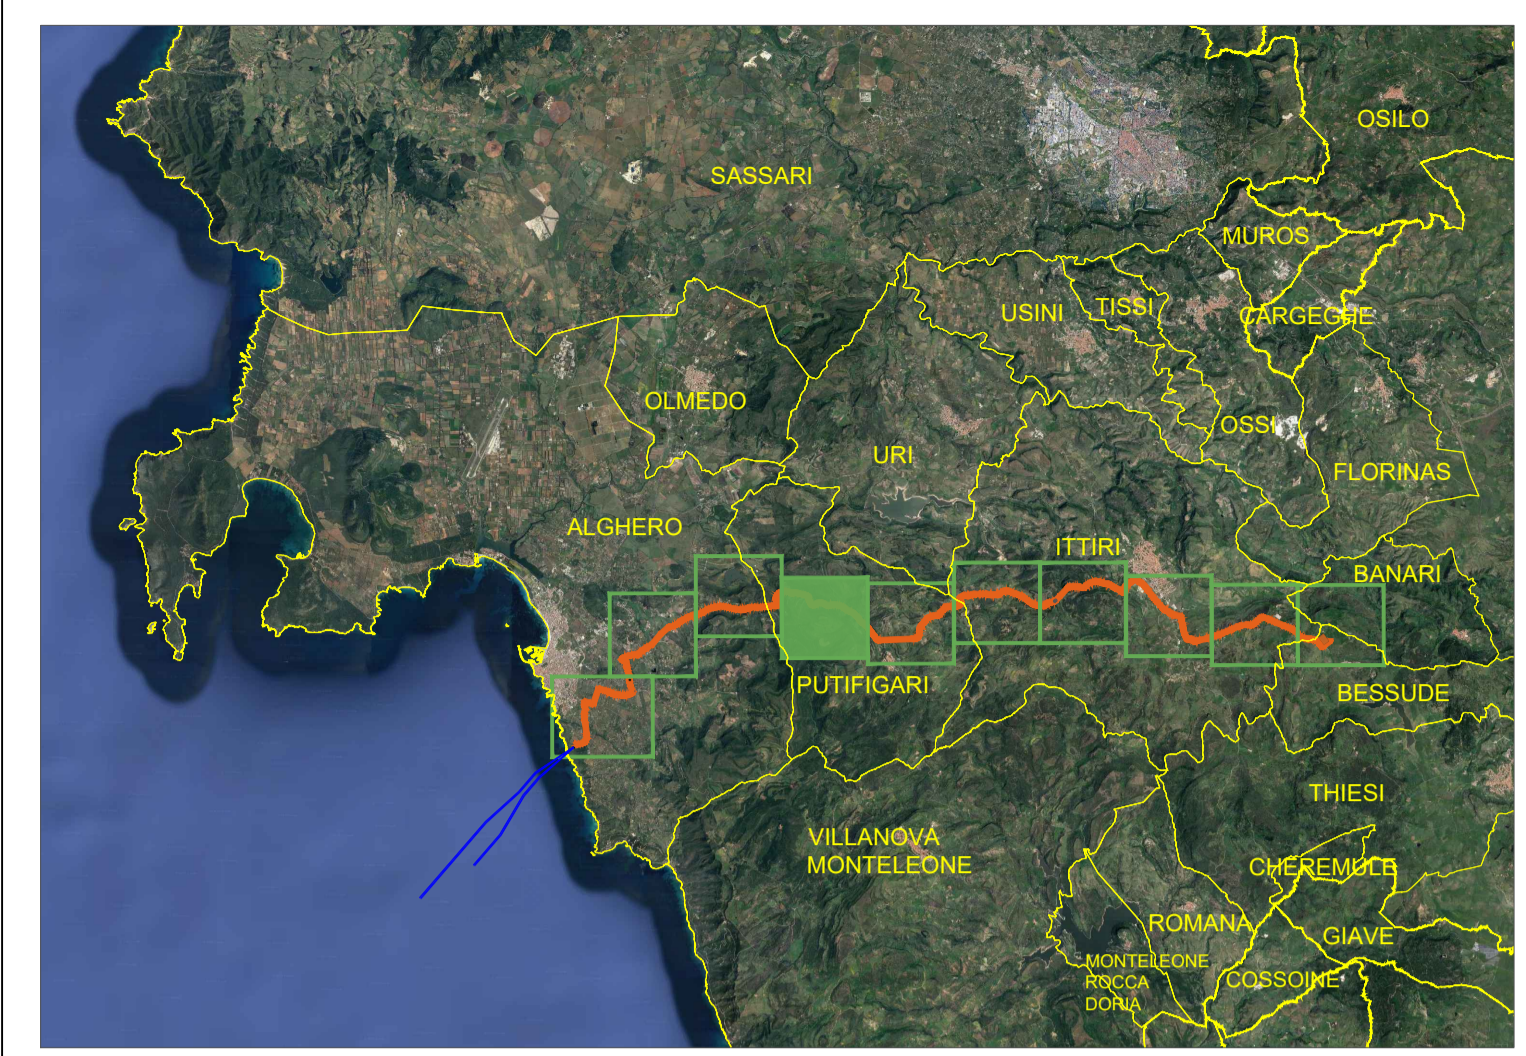 OSILO
SASSARI
MUROS
USINI
TISSI
CARGEGHE
OLMEDO
OSSI
URI
FLORINAS
ALGHERO
ITTIRI
BANARI
PUTIFIGARI
BESSUDE
THIESI
VILLANOVA
MONTELEONE
CHEREMULE
ROMANA
GIAVE
MONTELEONE
ROCCA
DORIA
COSSOINE